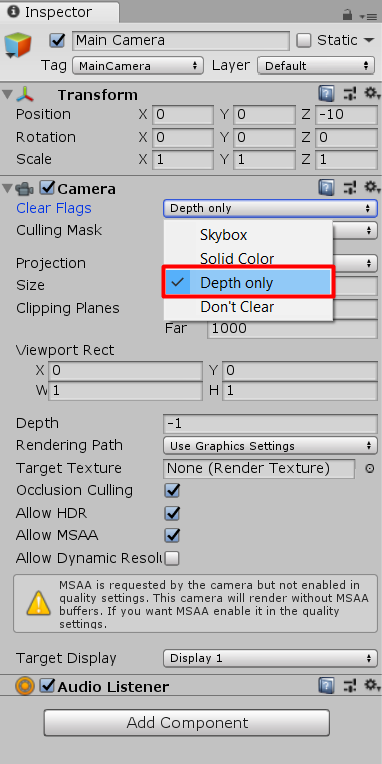 Inspector
Main Camera Static
Tag MainCamera Layer Default
Transform
Position X 0 Y 0 Z -10
Rotation X 0 Y 0 Z 0
Scale X 1 Y 1 Z 1
Camera
Clear Flags Depth only
Culling Mask
Skybox
Solid Color
Projection
Size
Depth only
Clipping Planes
Don't Clear
Far 1000
Viewport Rect
X 0 Y 0
W 1 H 1
Depth -1
Rendering Path Use Graphics Settings
Target Texture None (Render Texture)
Occlusion Culling
Allow HDR
Allow MSAA
Allow Dynamic Resolu
MSAA is requested by the camera but not enabled in
quality settings. This camera will render without MSAA
buffers. If you want MSAA enable it in the quality
settings.
Target Display Display 1
Audio Listener
Add Component